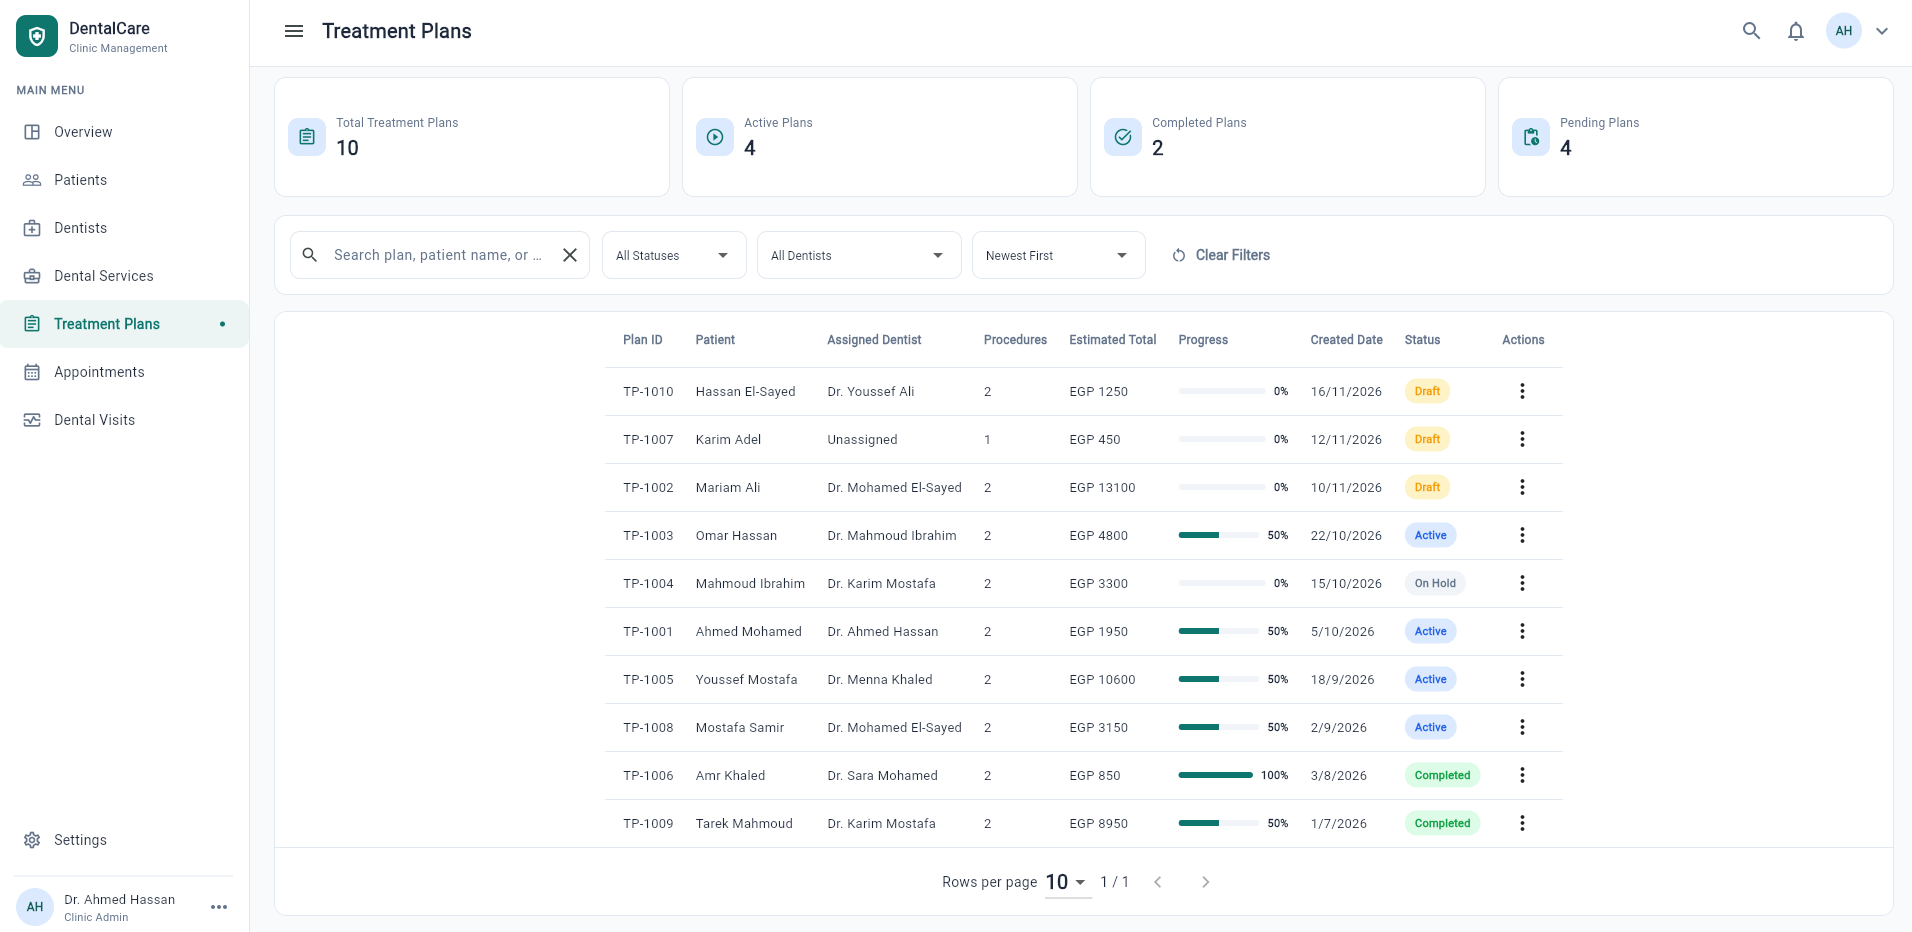 DentalCare
Clinic Management
MAIN MENU
Overview
Patients
Dentists
Dental Services
Treatment Plans
Appointments
Dental Visits
Settings
AH
Dr. Ahmed Hassan
Clinic Admin
Treatment Plans
AH
Total Treatment Plans
10
Active Plans
4
Completed Plans
2
Pending Plans
4
Search plan, patient name, or ...
All Statuses
All Dentists
Newest First
Clear Filters
Plan ID Patient Assigned Dentist Procedures Estimated Total Progress Created Date Status Actions
TP-1010 Hassan El-Sayed Dr. Youssef Ali 2 EGP 1250 0% 16/11/2026 Draft
TP-1007 Karim Adel Unassigned 1 EGP 450 0% 12/11/2026 Draft
TP-1002 Mariam Ali Dr. Mohamed El-Sayed 2 EGP 13100 0% 10/11/2026 Draft
TP-1003 Omar Hassan Dr. Mahmoud Ibrahim 2 EGP 4800 50% 22/10/2026 Active
TP-1004 Mahmoud Ibrahim Dr. Karim Mostafa 2 EGP 3300 0% 15/10/2026 On Hold
TP-1001 Ahmed Mohamed Dr. Ahmed Hassan 2 EGP 1950 50% 5/10/2026 Active
TP-1005 Youssef Mostafa Dr. Menna Khaled 2 EGP 10600 50% 18/9/2026 Active
TP-1008 Mostafa Samir Dr. Mohamed El-Sayed 2 EGP 3150 50% 2/9/2026 Active
TP-1006 Amr Khaled Dr. Sara Mohamed 2 EGP 850 100% 3/8/2026 Completed
TP-1009 Tarek Mahmoud Dr. Karim Mostafa 2 EGP 8950 50% 1/7/2026 Completed
Rows per page 10 1 / 1